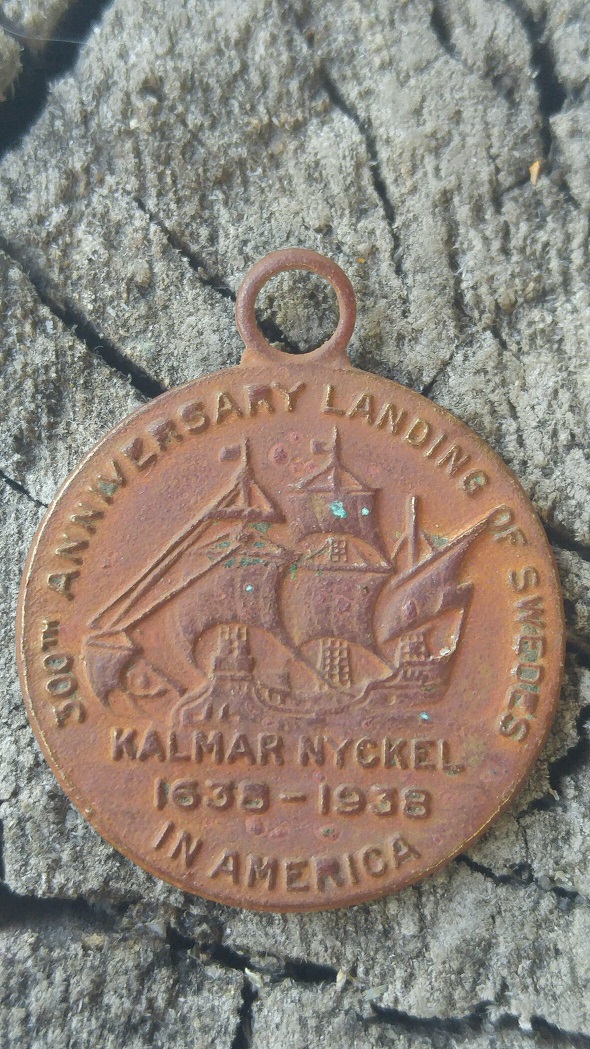 300TH ANNIVERSARY LANDING OF SWEDES
KALMAR NYCKEL
1638-1938
IN AMERICA